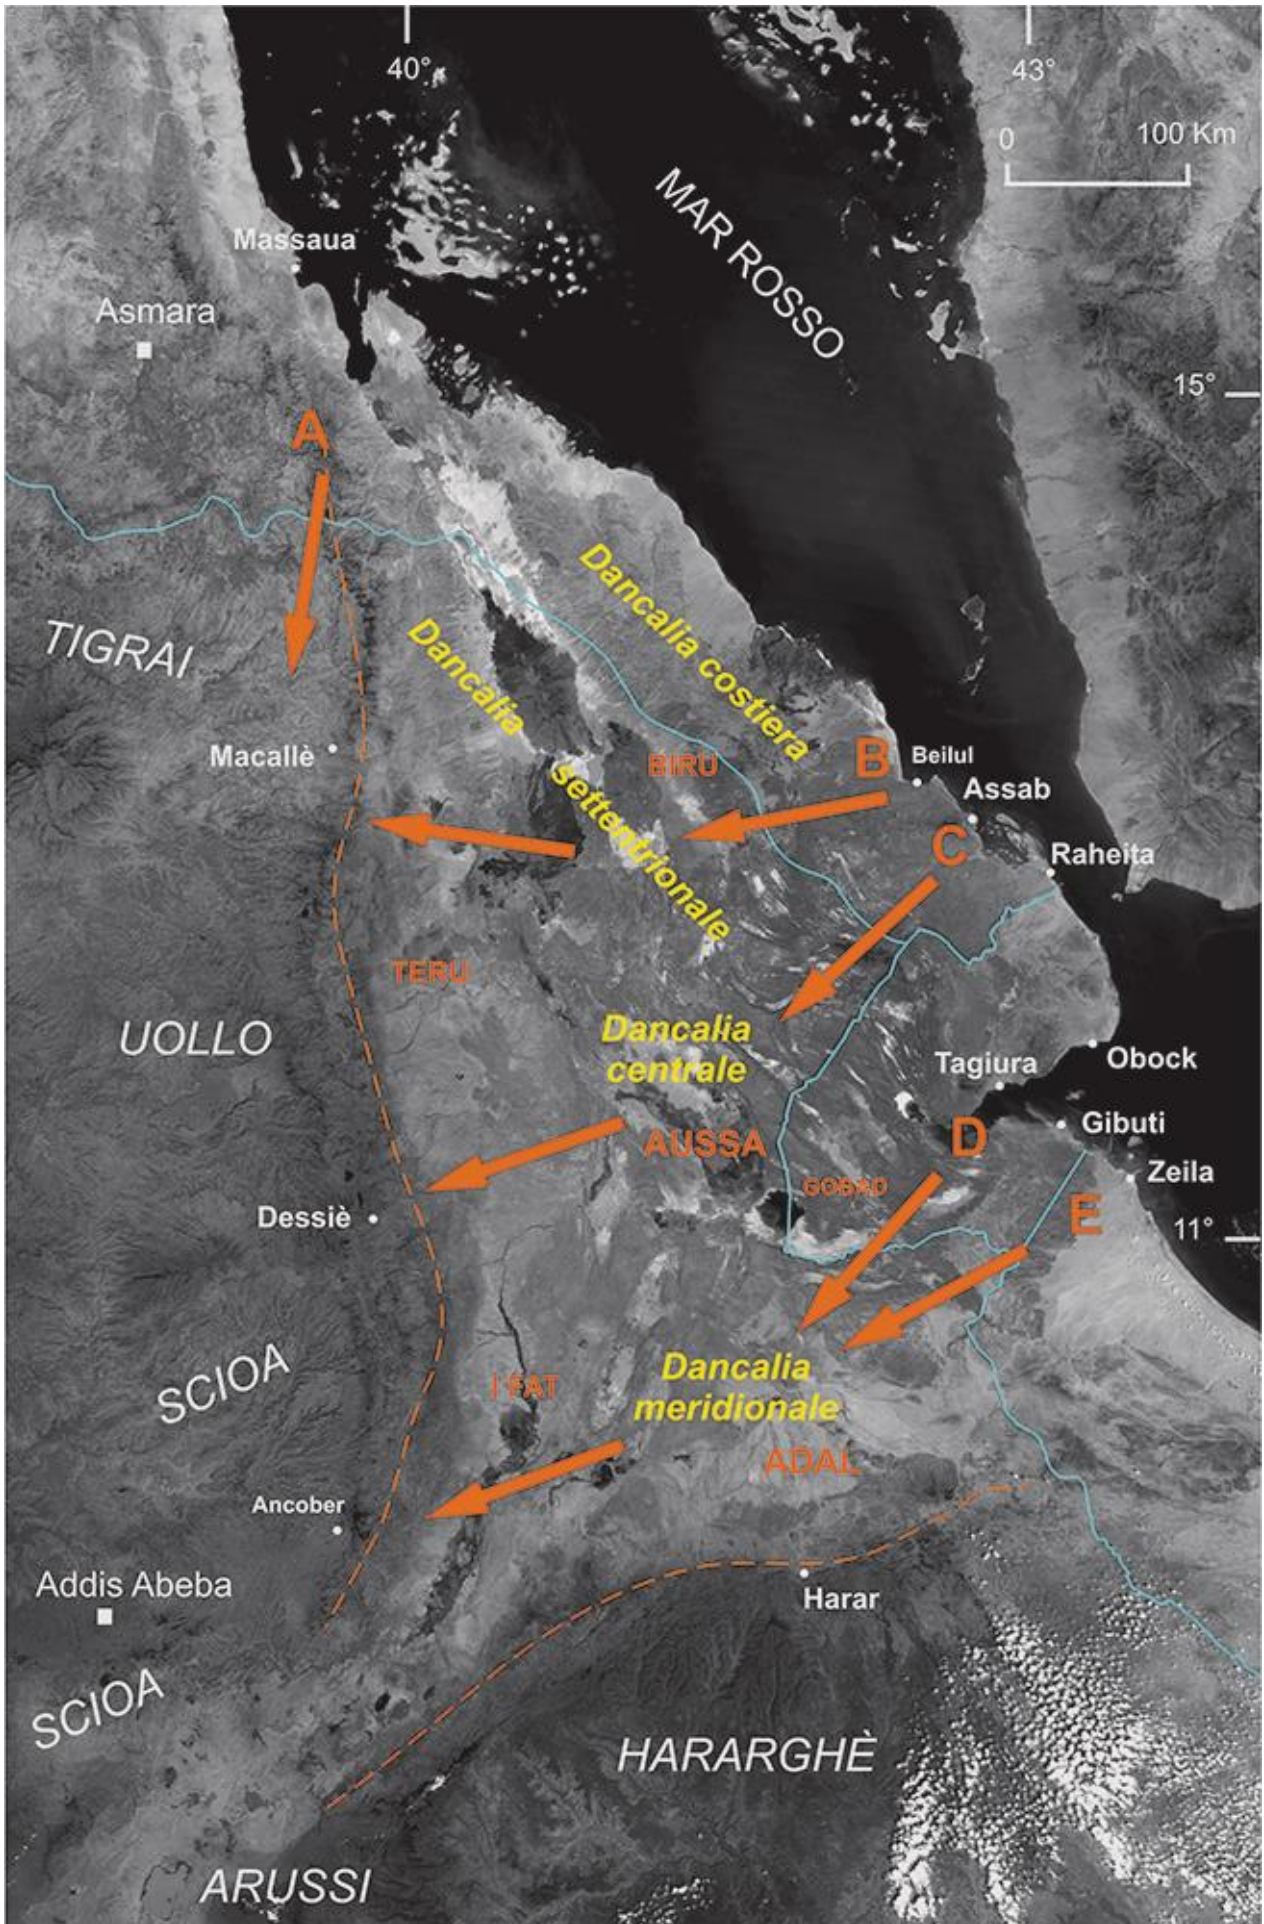 40°
43°
0
100 Km
MAR ROSSO
Massaua
Asmara
15°
A
Dancalia costiera
TIGRAI
Dancalia
settentrionale
Macallè
BIRU
B
Beilul
Assab
C
Raheita
TERU
UOLLO
Dancalia
centrale
Tagiura
Obock
AUSSA
D
Gibuti
Zeila
GOBAD
Dessiè
E
11°
SCIOA
Dancalia
meridionale
I FAT
ADAL
Ancober
Addis Abeba
Harar
SCIOA
HARARGHÈ
ARUSSI